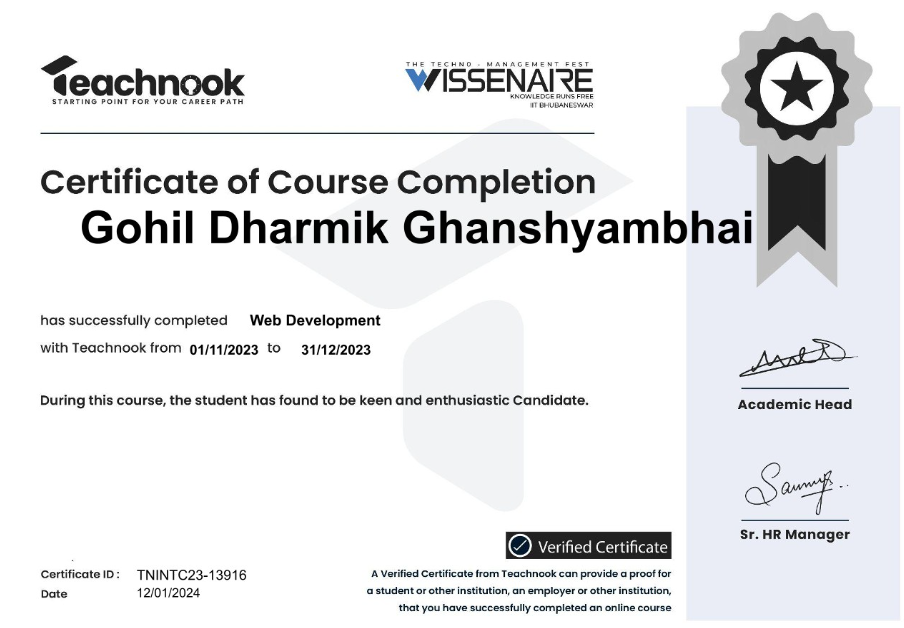 Teachnook
STARTING POINT FOR YOUR CAREER PATH
THE TECHNO - MANAGEMENT FEST
WISSENAIRE
KNOWLEDGE RUNS FREE
IIT BHUBANESWAR
Certificate of Course Completion
Gohil Dharmik Ghanshyambhai
has successfully completed Web Development
with Teachnook from 01/11/2023 to 31/12/2023
During this course, the student has found to be keen and enthusiastic Candidate.
Academic Head
Sr. HR Manager
Verified Certificate
Certificate ID : TNINTC23-13916
Date 12/01/2024
A Verified Certificate from Teachnook can provide a proof for
a student or other institution, an employer or other institution,
that you have successfully completed an online course